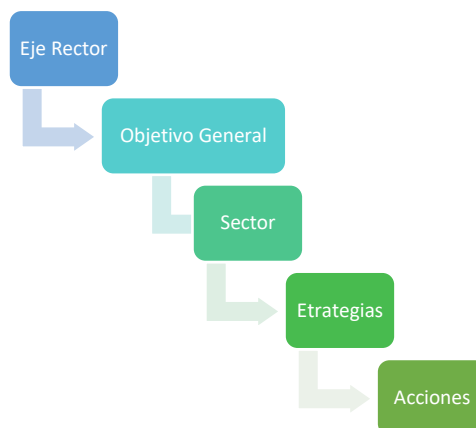 Eje Rector
Objetivo General
Sector
Etrategias
Acciones